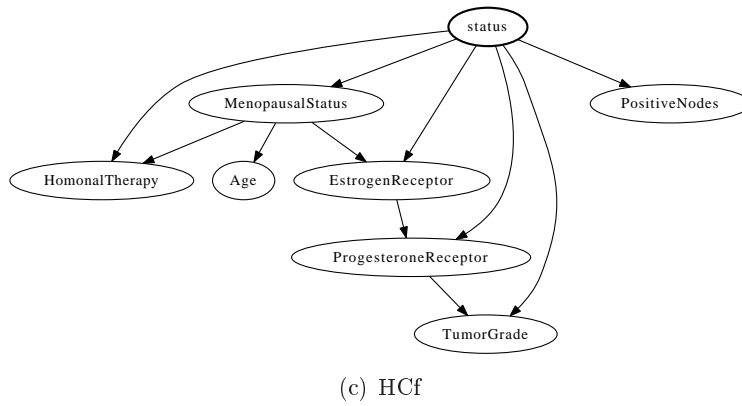 status
MenopausalStatus
PositiveNodes
HomonalTherapy
Age
EstrogenReceptor
ProgesteroneReceptor
TumorGrade
(c) HCf